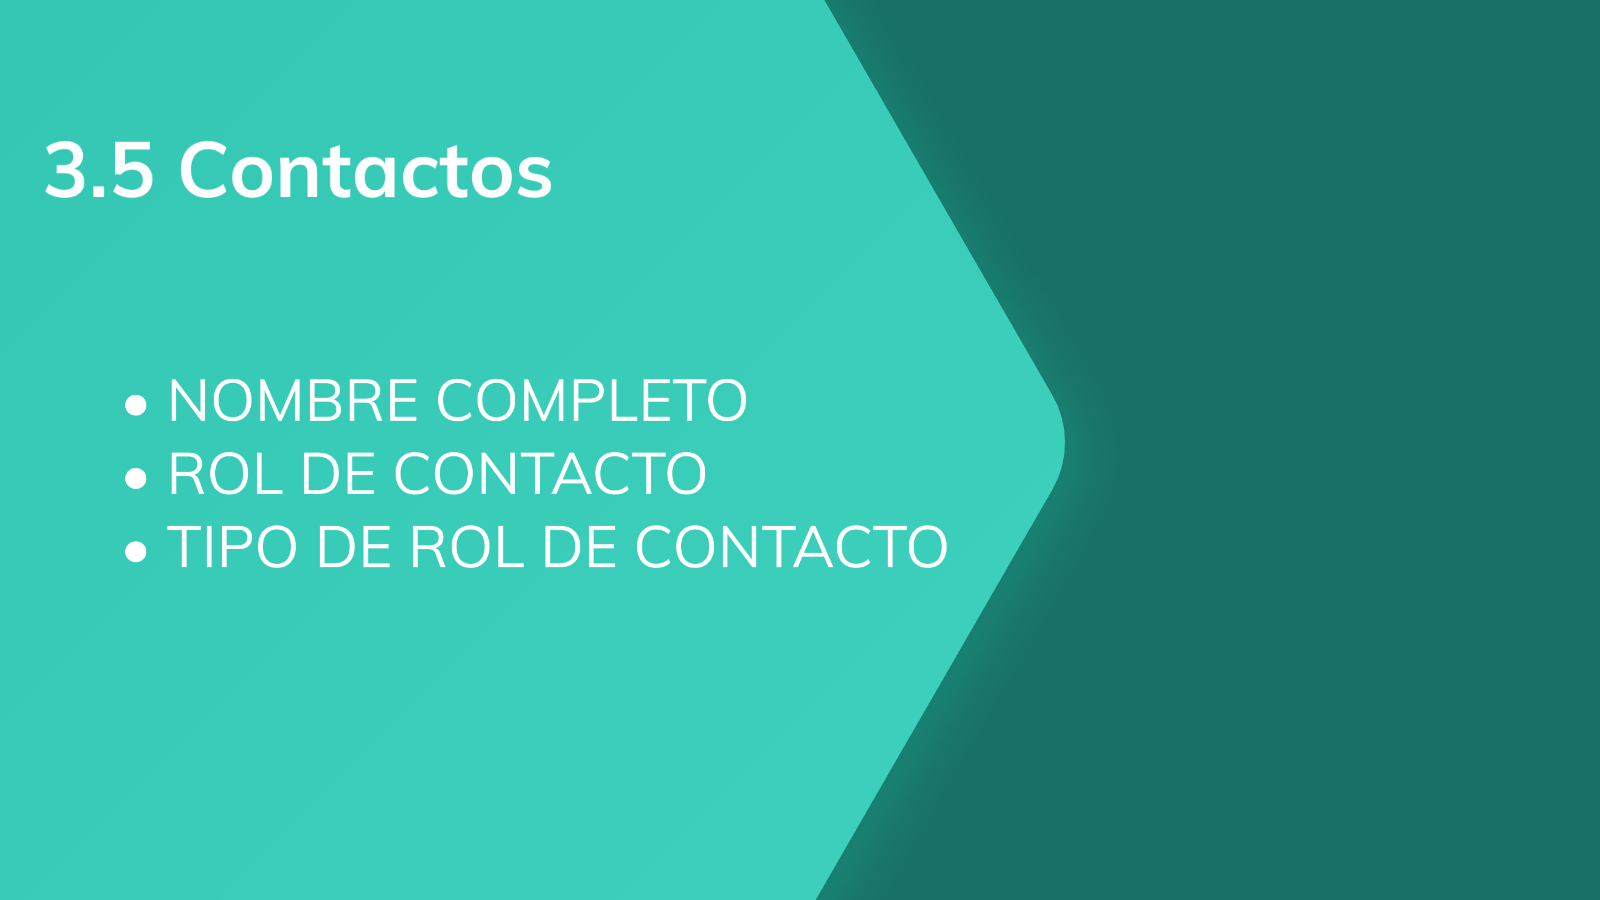 3.5 Contactos
• NOMBRE COMPLETO
• ROL DE CONTACTO
• TIPO DE ROL DE CONTACTO